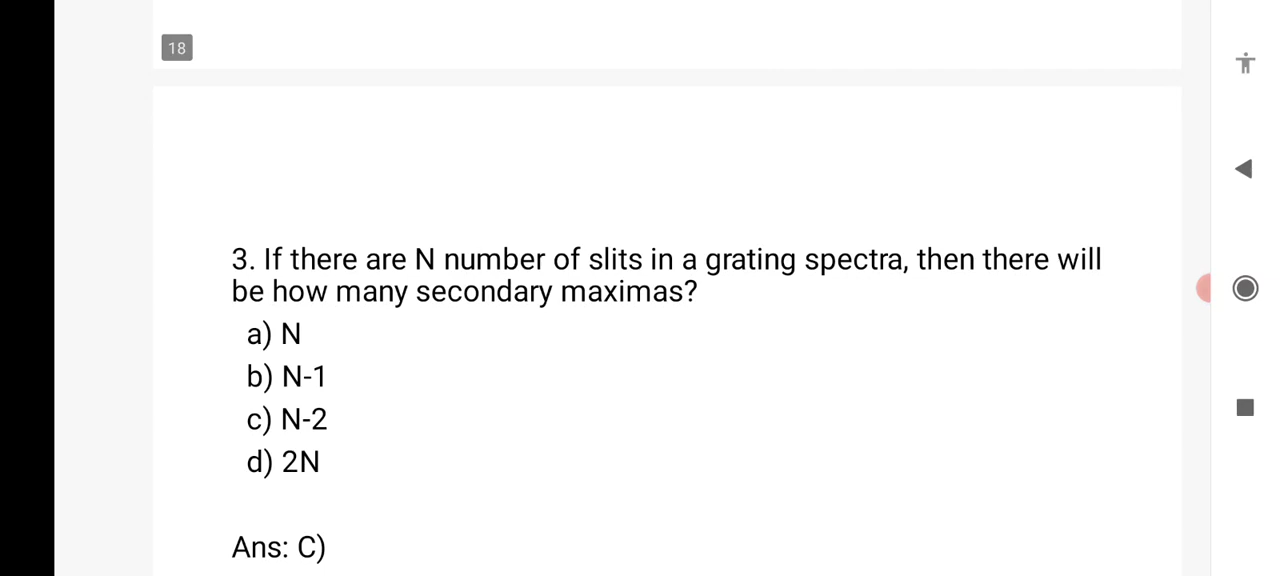 18
3. If there are N number of slits in a grating spectra, then there will
be how many secondary maximas?
a) N
b) N-1
c) N-2
d) 2N
Ans: C)